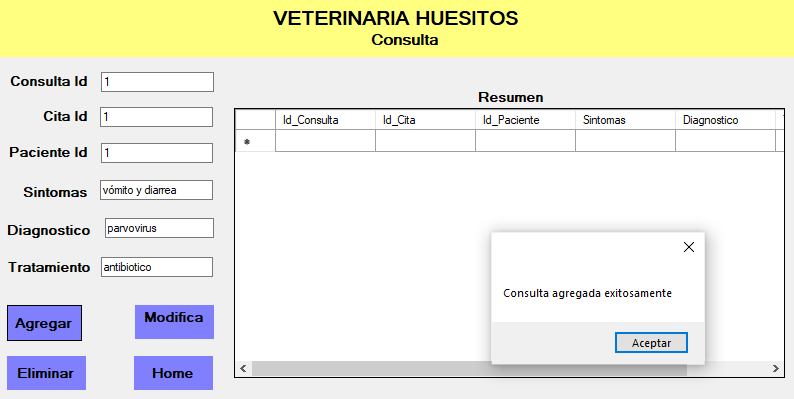 VETERINARIA HUESITOS
Consulta
Consulta Id 1
Cita Id 1
Paciente Id 1
Sintomas vómito y diarrea
Diagnostico parvovirus
Tratamiento antibiotico
Agregar Modifica
Eliminar Home
Resumen
Id_Consulta Id_Cita Id_Paciente Sintomas Diagnostico
Consulta agregada exitosamente
Aceptar